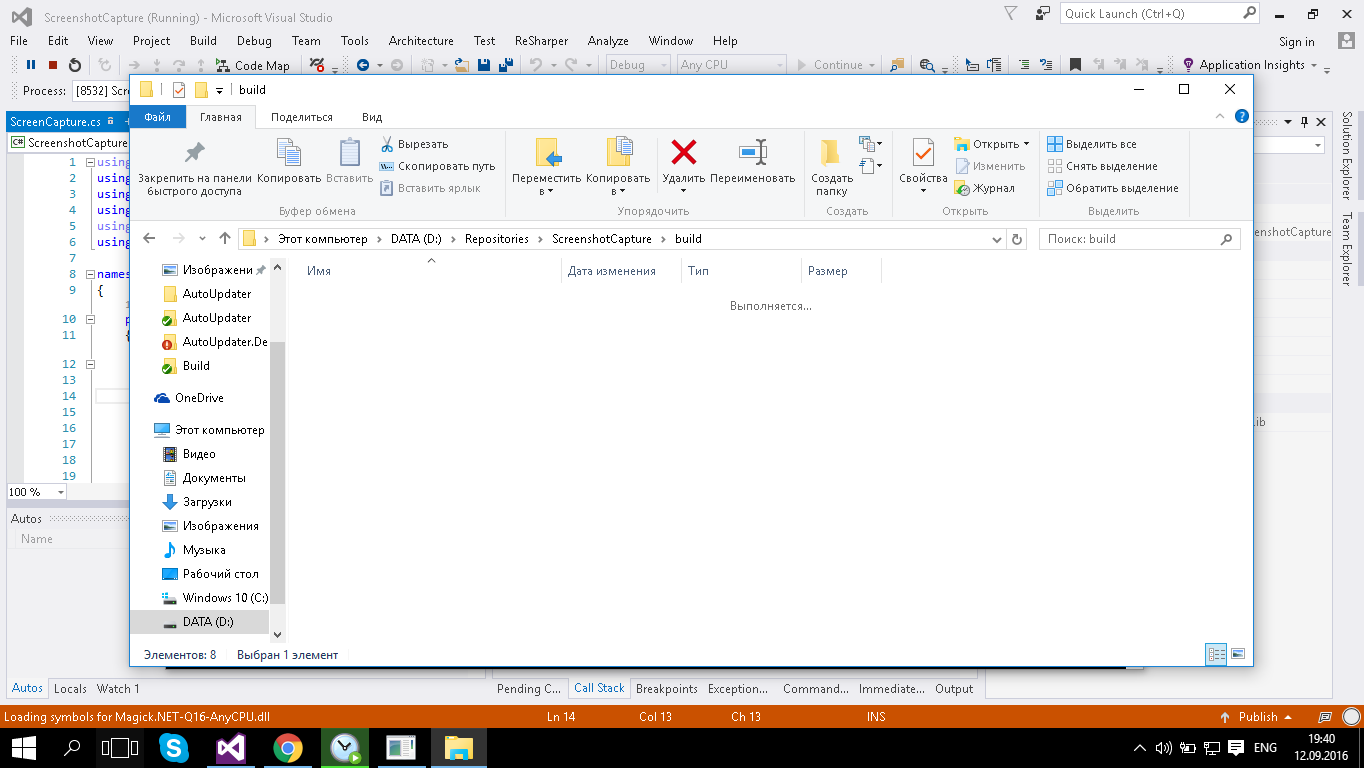 ScreenshotCapture (Running) - Microsoft Visual Studio
Quick Launch (Ctrl+Q)
File Edit View Project Build Debug Team Tools Architecture Test ReSharper Analyze Window Help
Sign in
Code Map
Debug
Any CPU
Continue
Application Insights
Process:
[8532] Scre
ScreenCapture.cs
ScreenshotCapture
build
Файл Главная Поделиться Вид
Закрепить на панели быстрого доступа
Копировать
Вставить
Вырезать
Скопировать путь
Вставить ярлык
Буфер обмена
Переместить в
Копировать в
Удалить
Переименовать
Упорядочить
Создать папку
Создать
Свойства
Открыть
Изменить
Журнал
Открыть
Выделить все
Снять выделение
Обратить выделение
Выделить
Этот компьютер
DATA (D:)
Repositories
ScreenshotCapture
build
Поиск: build
Имя
Дата изменения
Тип
Размер
Выполняется...
Изображени
AutoUpdater
AutoUpdater
AutoUpdater.De
Build
OneDrive
Этот компьютер
Видео
Документы
Загрузки
Изображения
Музыка
Рабочий стол
Windows 10 (C:)
DATA (D:)
Элементов: 8
Выбран 1 элемент
1 using
2 using
3 using
4 using
5 using
6 using
7
8 names
9 {
10 p
11 {
12
13
14
15
16
17
18
19
100 %
Autos
Name
Solution Explorer
Team Explorer
enshotCapture
Autos Locals Watch 1
Pending C... Call Stack Breakpoints Exception... Command... Immediate... Output
Loading symbols for Magick.NET-Q16-AnyCPU.dll
Ln 14
Col 13
Ch 13
INS
Publish
ENG
19:40
12.09.2016